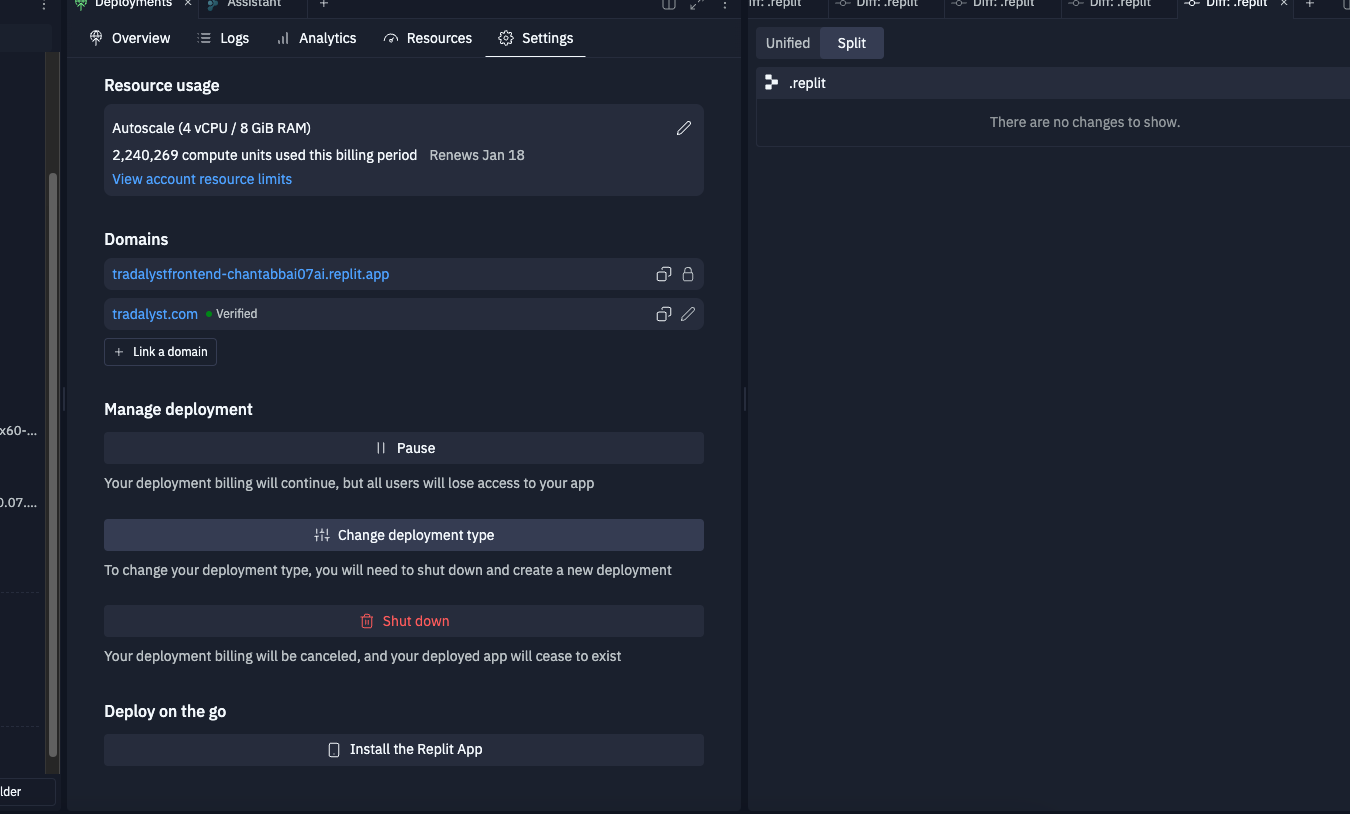 Deployments × Assistant +
Overview Logs Analytics Resources Settings
Resource usage
Autoscale (4 vCPU / 8 GiB RAM)
2,240,269 compute units used this billing period Renews Jan 18
View account resource limits
Domains
tradalystfrontend-chantabbai07ai.replit.app
tradalyst.com Verified
+ Link a domain
Manage deployment
Pause
Your deployment billing will continue, but all users will lose access to your app
Change deployment type
To change your deployment type, you will need to shut down and create a new deployment
Shut down
Your deployment billing will be canceled, and your deployed app will cease to exist
Deploy on the go
Install the Replit App
x60-...
0.07....
lder
ff: .replit Diff: .replit Diff: .replit Diff: .replit Diff: .replit × +
Unified Split
.replit
There are no changes to show.